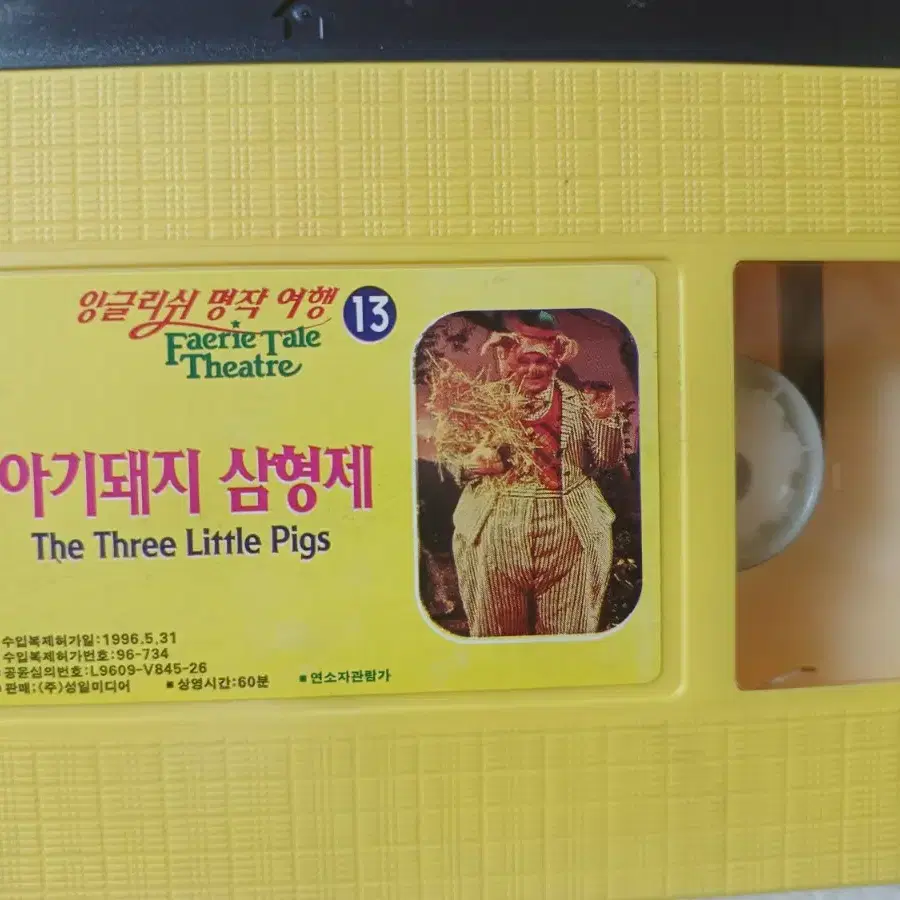 잉글리쉬 명작 여행 13
Faerie Tale
Theatre
아기돼지 삼형제
The Three Little Pigs
수입복제허가일:1996.5.31
수입복제허가번호:96-734
공윤심의번호:L9609-V845-26
판매:(주)성일미디어 ■상영시간:60분 ■연소자관람가